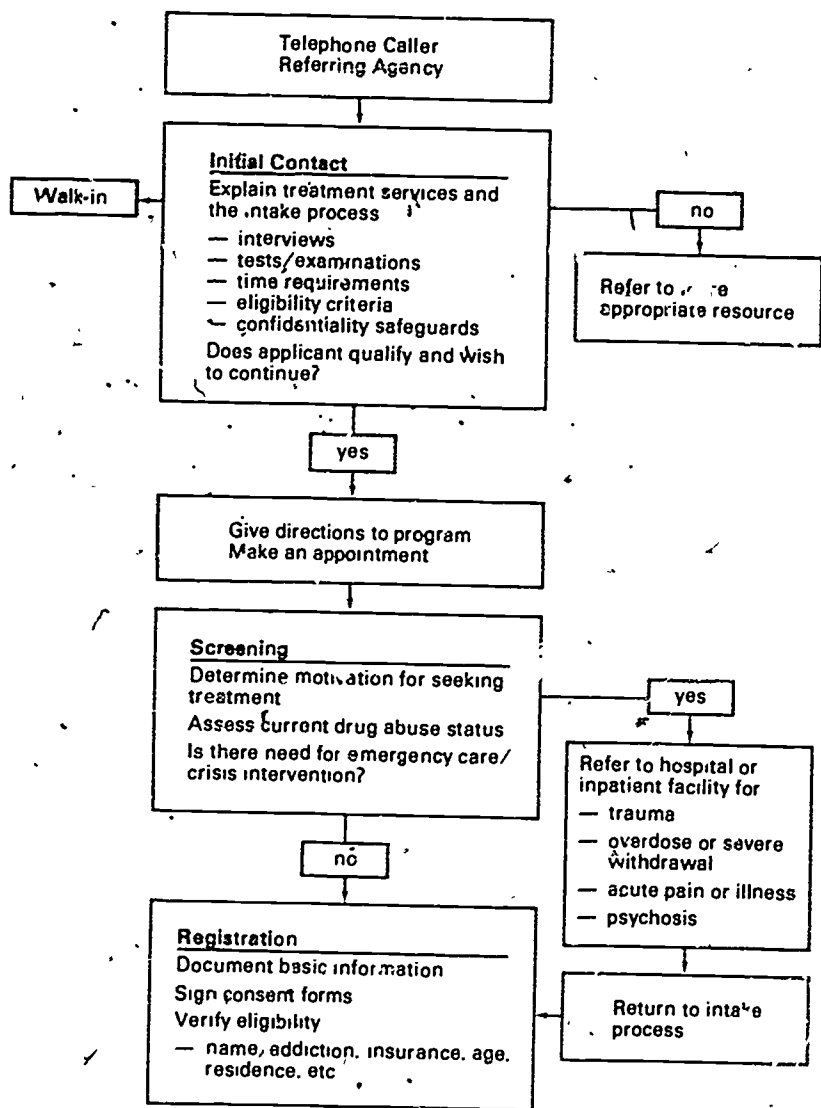 Telephone Caller
Referring Agency
Initial Contact
Explain treatment services and
the intake process
— interviews
— tests/examinations
— time requirements
— eligibility criteria
— confidentiality safeguards
Does applicant qualify and wish
to continue?
Walk-in
no
Refer to
appropriate resource
yes
Give directions to program
Make an appointment
Screening
Determine motivation for seeking
treatment
Assess current drug abuse status
Is there need for emergency care/
crisis intervention?
yes
Refer to hospital or
inpatient facility for
— trauma
— overdose or severe
withdrawal
— acute pain or illness
— psychosis
no
Registration
Document basic information
Sign consent forms
Verify eligibility
— name, addiction, insurance, age,
residence, etc
Return to intake
process